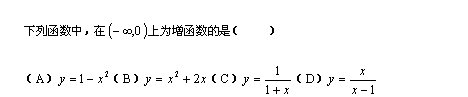 下列函数中，在(－∞,0)上为增函数的是(　　)
(A) y＝1－x² (B) y＝x²＋2x (C) y＝1/(1＋x) (D) y＝x/(x－1)